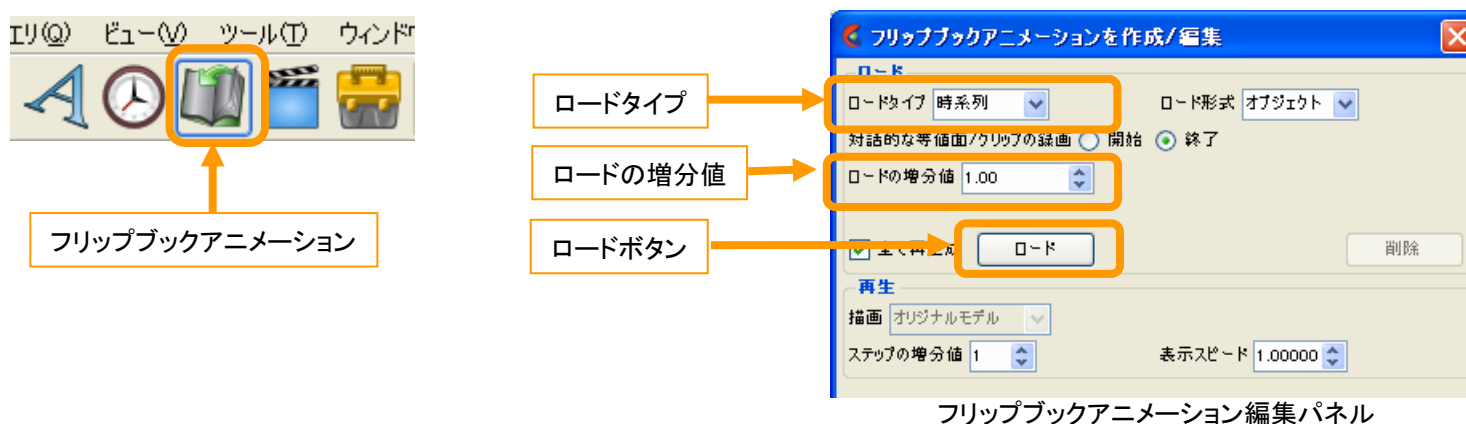 エリ(Q) ビュー(V) ツール(T) ウィンドウ
フリップブックアニメーション
ロードタイプ
ロードの増分値
ロードボタン
フリップブックアニメーションを作成/編集
ロード
ロードタイプ 時系列 ロード形式 オブジェクト
対話的な等値面/クリップの録画 開始 終了
ロードの増分値 1.00
全て再生成 ロード 削除
再生
描画 オリジナルモデル
ステップの増分値 1 表示スピード 1.00000
フリップブックアニメーション編集パネル